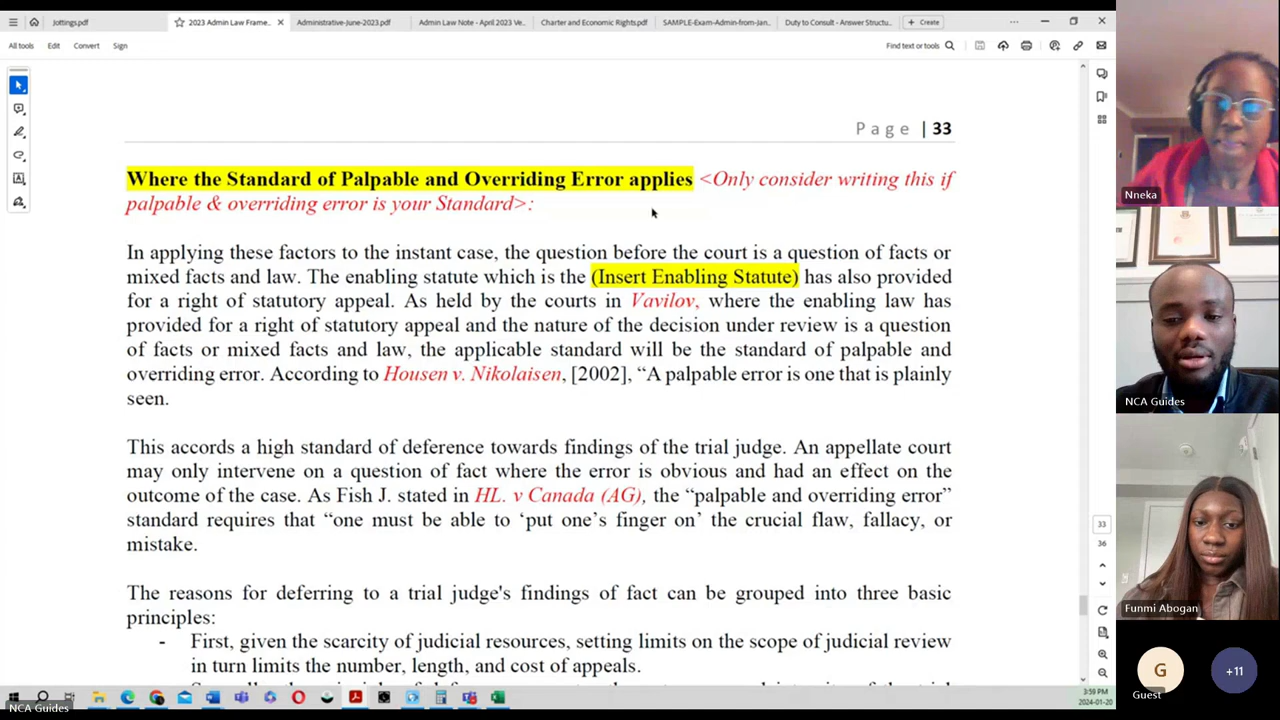 Jottings.pdf
2023 Admin Law Frame...
Administrative-June-2023.pdf
Admin Law Note - April 2023 Ve...
Charter and Economic Rights.pdf
SAMPLE-Exam-Admin-from-Jan...
Duty to Consult - Answer Structu...
+ Create
All tools Edit Convert Sign
Find text or tools
Page | 33
Where the Standard of Palpable and Overriding Error applies <Only consider writing this if
palpable & overriding error is your Standard>:
In applying these factors to the instant case, the question before the court is a question of facts or
mixed facts and law. The enabling statute which is the (Insert Enabling Statute) has also provided
for a right of statutory appeal. As held by the courts in Vavilov, where the enabling law has
provided for a right of statutory appeal and the nature of the decision under review is a question
of facts or mixed facts and law, the applicable standard will be the standard of palpable and
overriding error. According to Housen v. Nikolaisen, [2002], “A palpable error is one that is plainly
seen.
This accords a high standard of deference towards findings of the trial judge. An appellate court
may only intervene on a question of fact where the error is obvious and had an effect on the
outcome of the case. As Fish J. stated in HL. v Canada (AG), the “palpable and overriding error”
standard requires that “one must be able to ‘put one’s finger on’ the crucial flaw, fallacy, or
mistake.
The reasons for deferring to a trial judge's findings of fact can be grouped into three basic
principles:
- First, given the scarcity of judicial resources, setting limits on the scope of judicial review
in turn limits the number, length, and cost of appeals.
33
36
3:59 PM
2024-01-20
NCA Guides
Nneka
NCA Guides
Funmi Abogan
G
Guest
+11